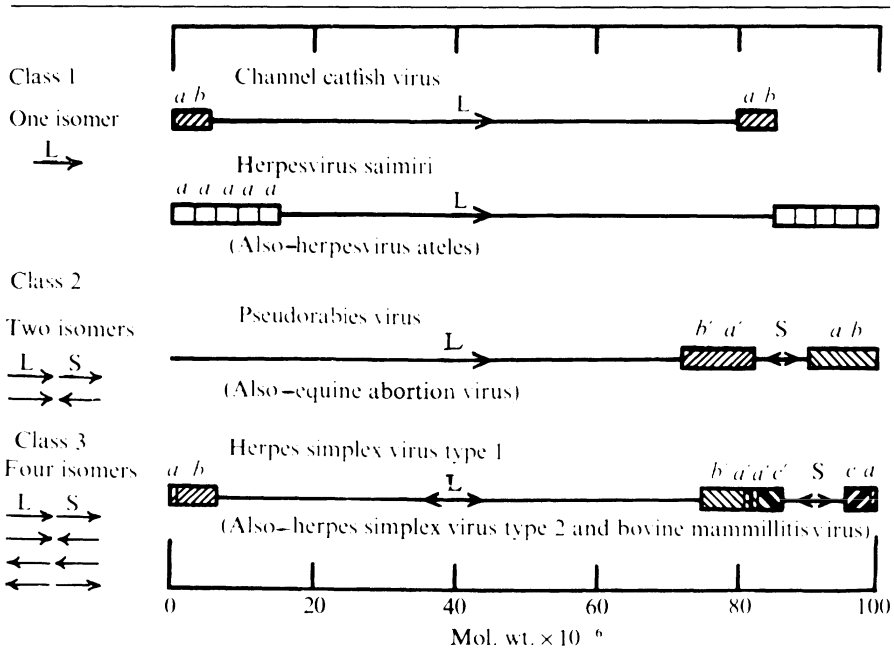 Class 1
Channel catfish virus
a b
a b
One isomer
L
L
Herpesvirus saimiri
a a a a a
L
(Also–herpesvirus ateles)
Class 2
Two isomers
Pseudorabies virus
L
b′ a′
S
a b
L S
(Also–equine abortion virus)
Class 3
Four isomers
Herpes simplex virus type 1
a b
L
b′ a′ a′ c′
S
c a
L S
(Also–herpes simplex virus type 2 and bovine mammillitis virus)
0 20 40 60 80 100
Mol. wt. × 10⁻⁶